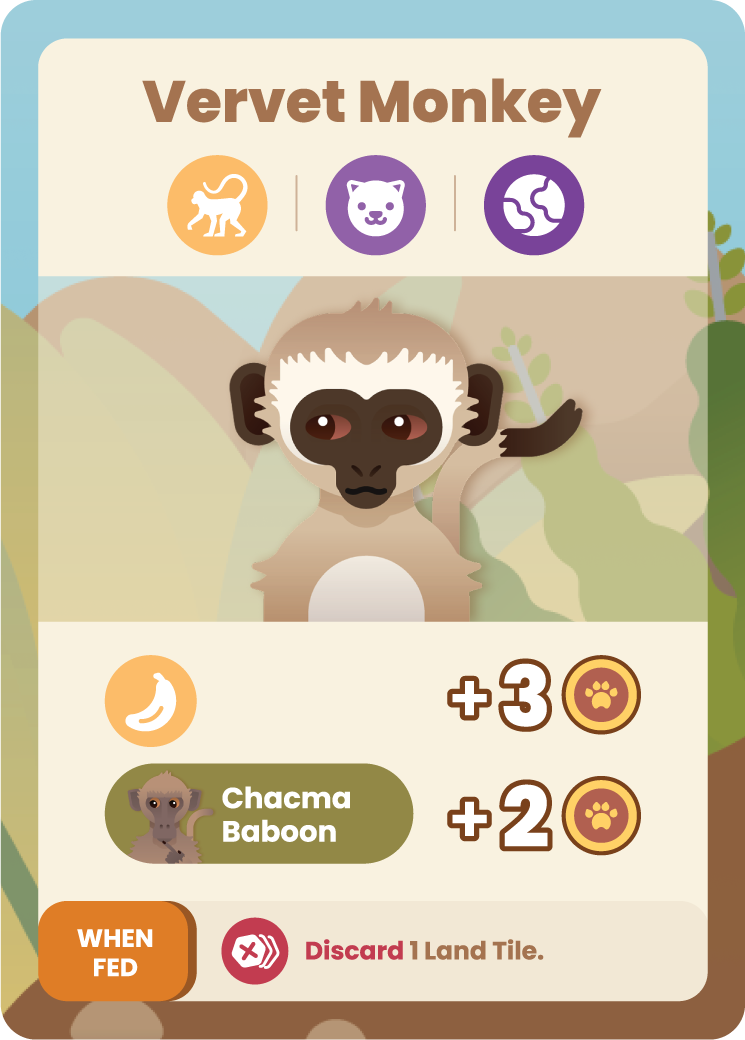 Vervet Monkey
+3
Chacma
Baboon
+2
WHEN
FED
Discard 1 Land Tile.